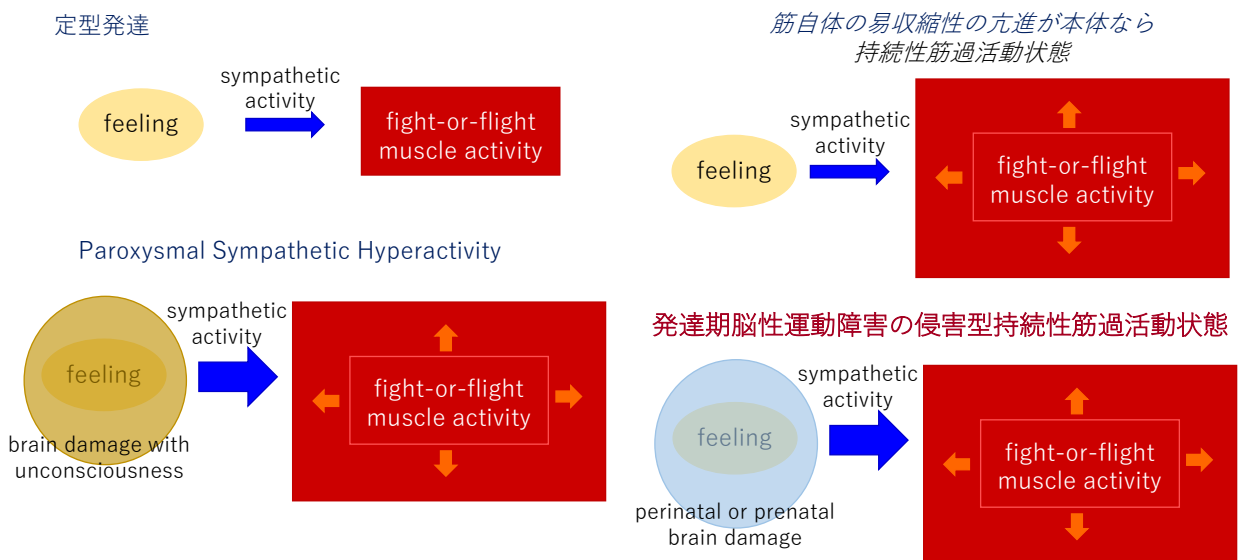 定型発達
feeling
sympathetic
activity
fight-or-flight
muscle activity
筋自体の易収縮性の亢進が本体なら
持続性筋過活動状態
feeling
sympathetic
activity
fight-or-flight
muscle activity
Paroxysmal Sympathetic Hyperactivity
feeling
brain damage with
unconsciousness
sympathetic
activity
fight-or-flight
muscle activity
発達期脳性運動障害の侵害型持続性筋過活動状態
feeling
perinatal or prenatal
brain damage
sympathetic
activity
fight-or-flight
muscle activity